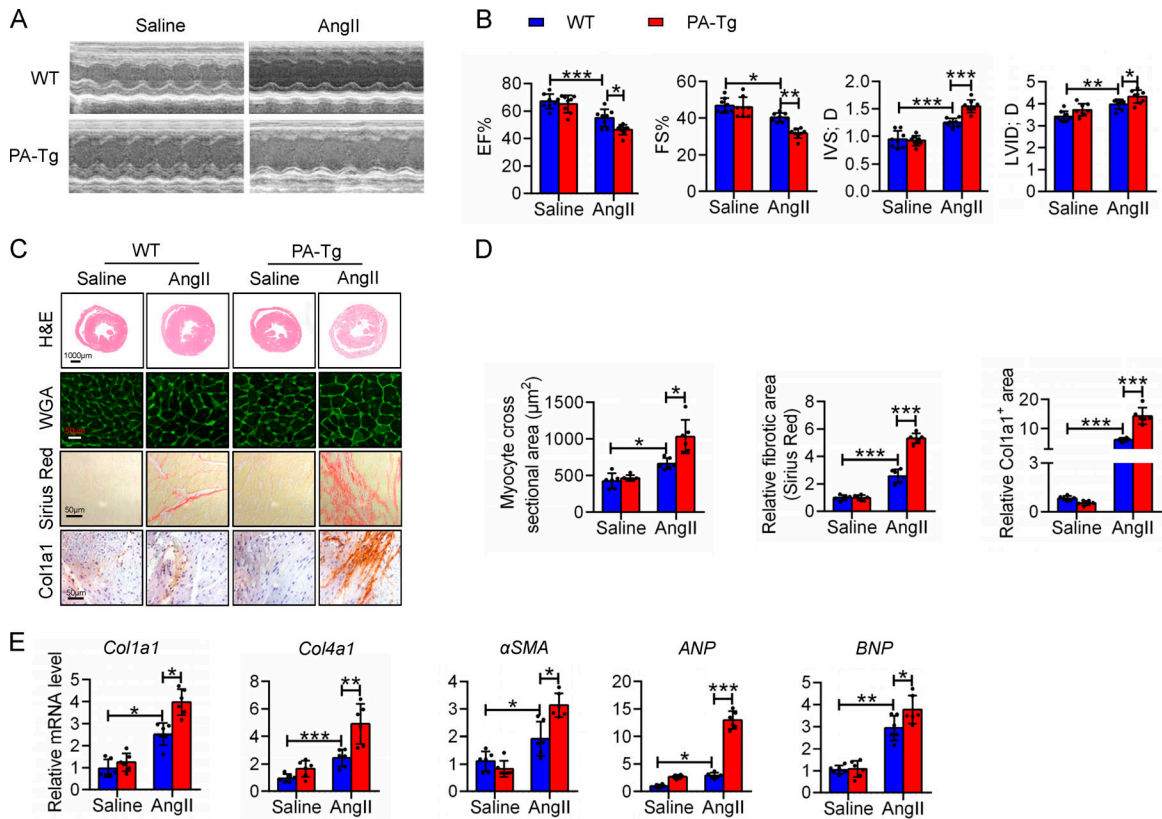 A
Saline
AngII
WT
PA-Tg
B
WT
PA-Tg
EF%
80
60
40
20
0
***
*
Saline
AngII
FS%
60
40
20
0
*
**
Saline
AngII
IVS; D
2.0
1.5
1.0
0.5
0.0
***
***
Saline
AngII
LVID; D
5
4
3
2
1
0
**
*
Saline
AngII
C
WT
PA-Tg
Saline
AngII
Saline
AngII
H&E
1000µm
WGA
50µm
Sirius Red
50µm
Col1a1
50µm
D
Myocyte cross
sectional area (µm²)
1500
1000
500
0
*
*
Saline
AngII
Relative fibrotic area
(Sirius Red)
8
6
4
2
0
***
***
Saline
AngII
Relative Col1a1⁺ area
20
10
3
0
***
***
Saline
AngII
E
Relative mRNA level
Col1a1
5
4
3
2
1
0
*
*
Saline
AngII
Col4a1
8
6
4
2
0
***
**
Saline
AngII
αSMA
4
3
2
1
0
*
*
Saline
AngII
ANP
20
15
10
5
0
*
***
Saline
AngII
BNP
6
4
2
0
**
*
Saline
AngII